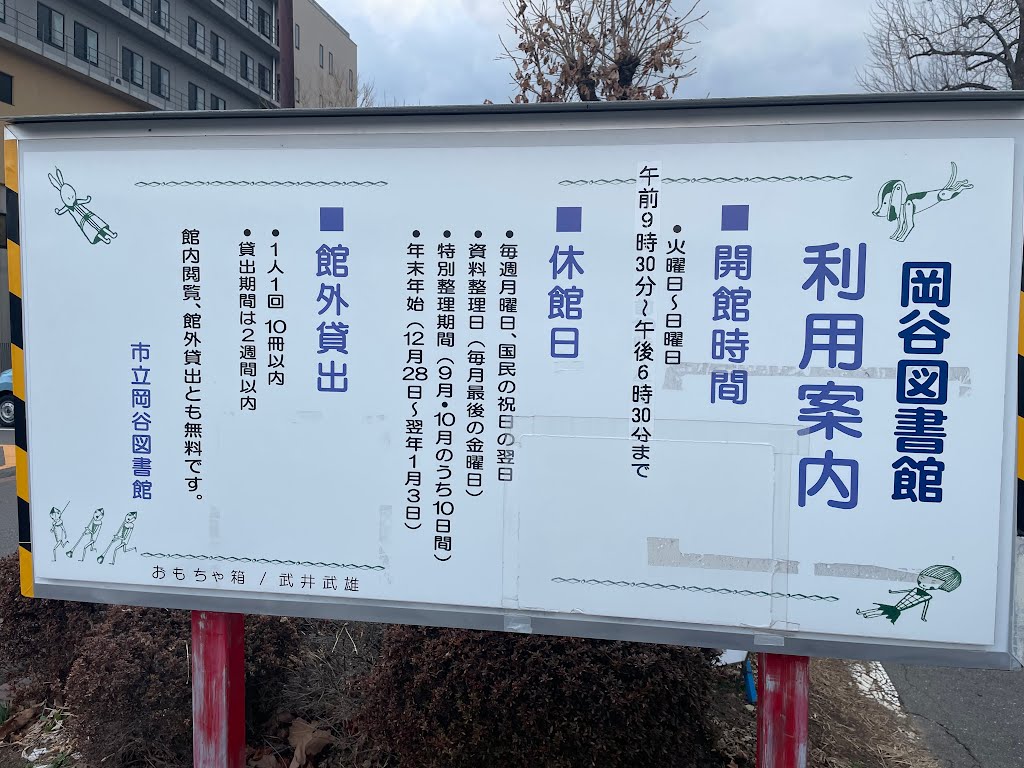 岡谷図書館
利用案内
■開館時間
●火曜日～日曜日
午前9時30分～午後6時30分まで
■休館日
●毎週月曜日、国民の祝日の翌日
●資料整理日（毎月最後の金曜日）
●特別整理期間（9月・10月のうち10日間）
●年末年始（12月28日～翌年1月3日）
■館外貸出
●1人1回 10冊以内
●貸出期間は2週間以内
館内閲覧、館外貸出とも無料です。
市立岡谷図書館
おもちゃ箱 / 武井武雄